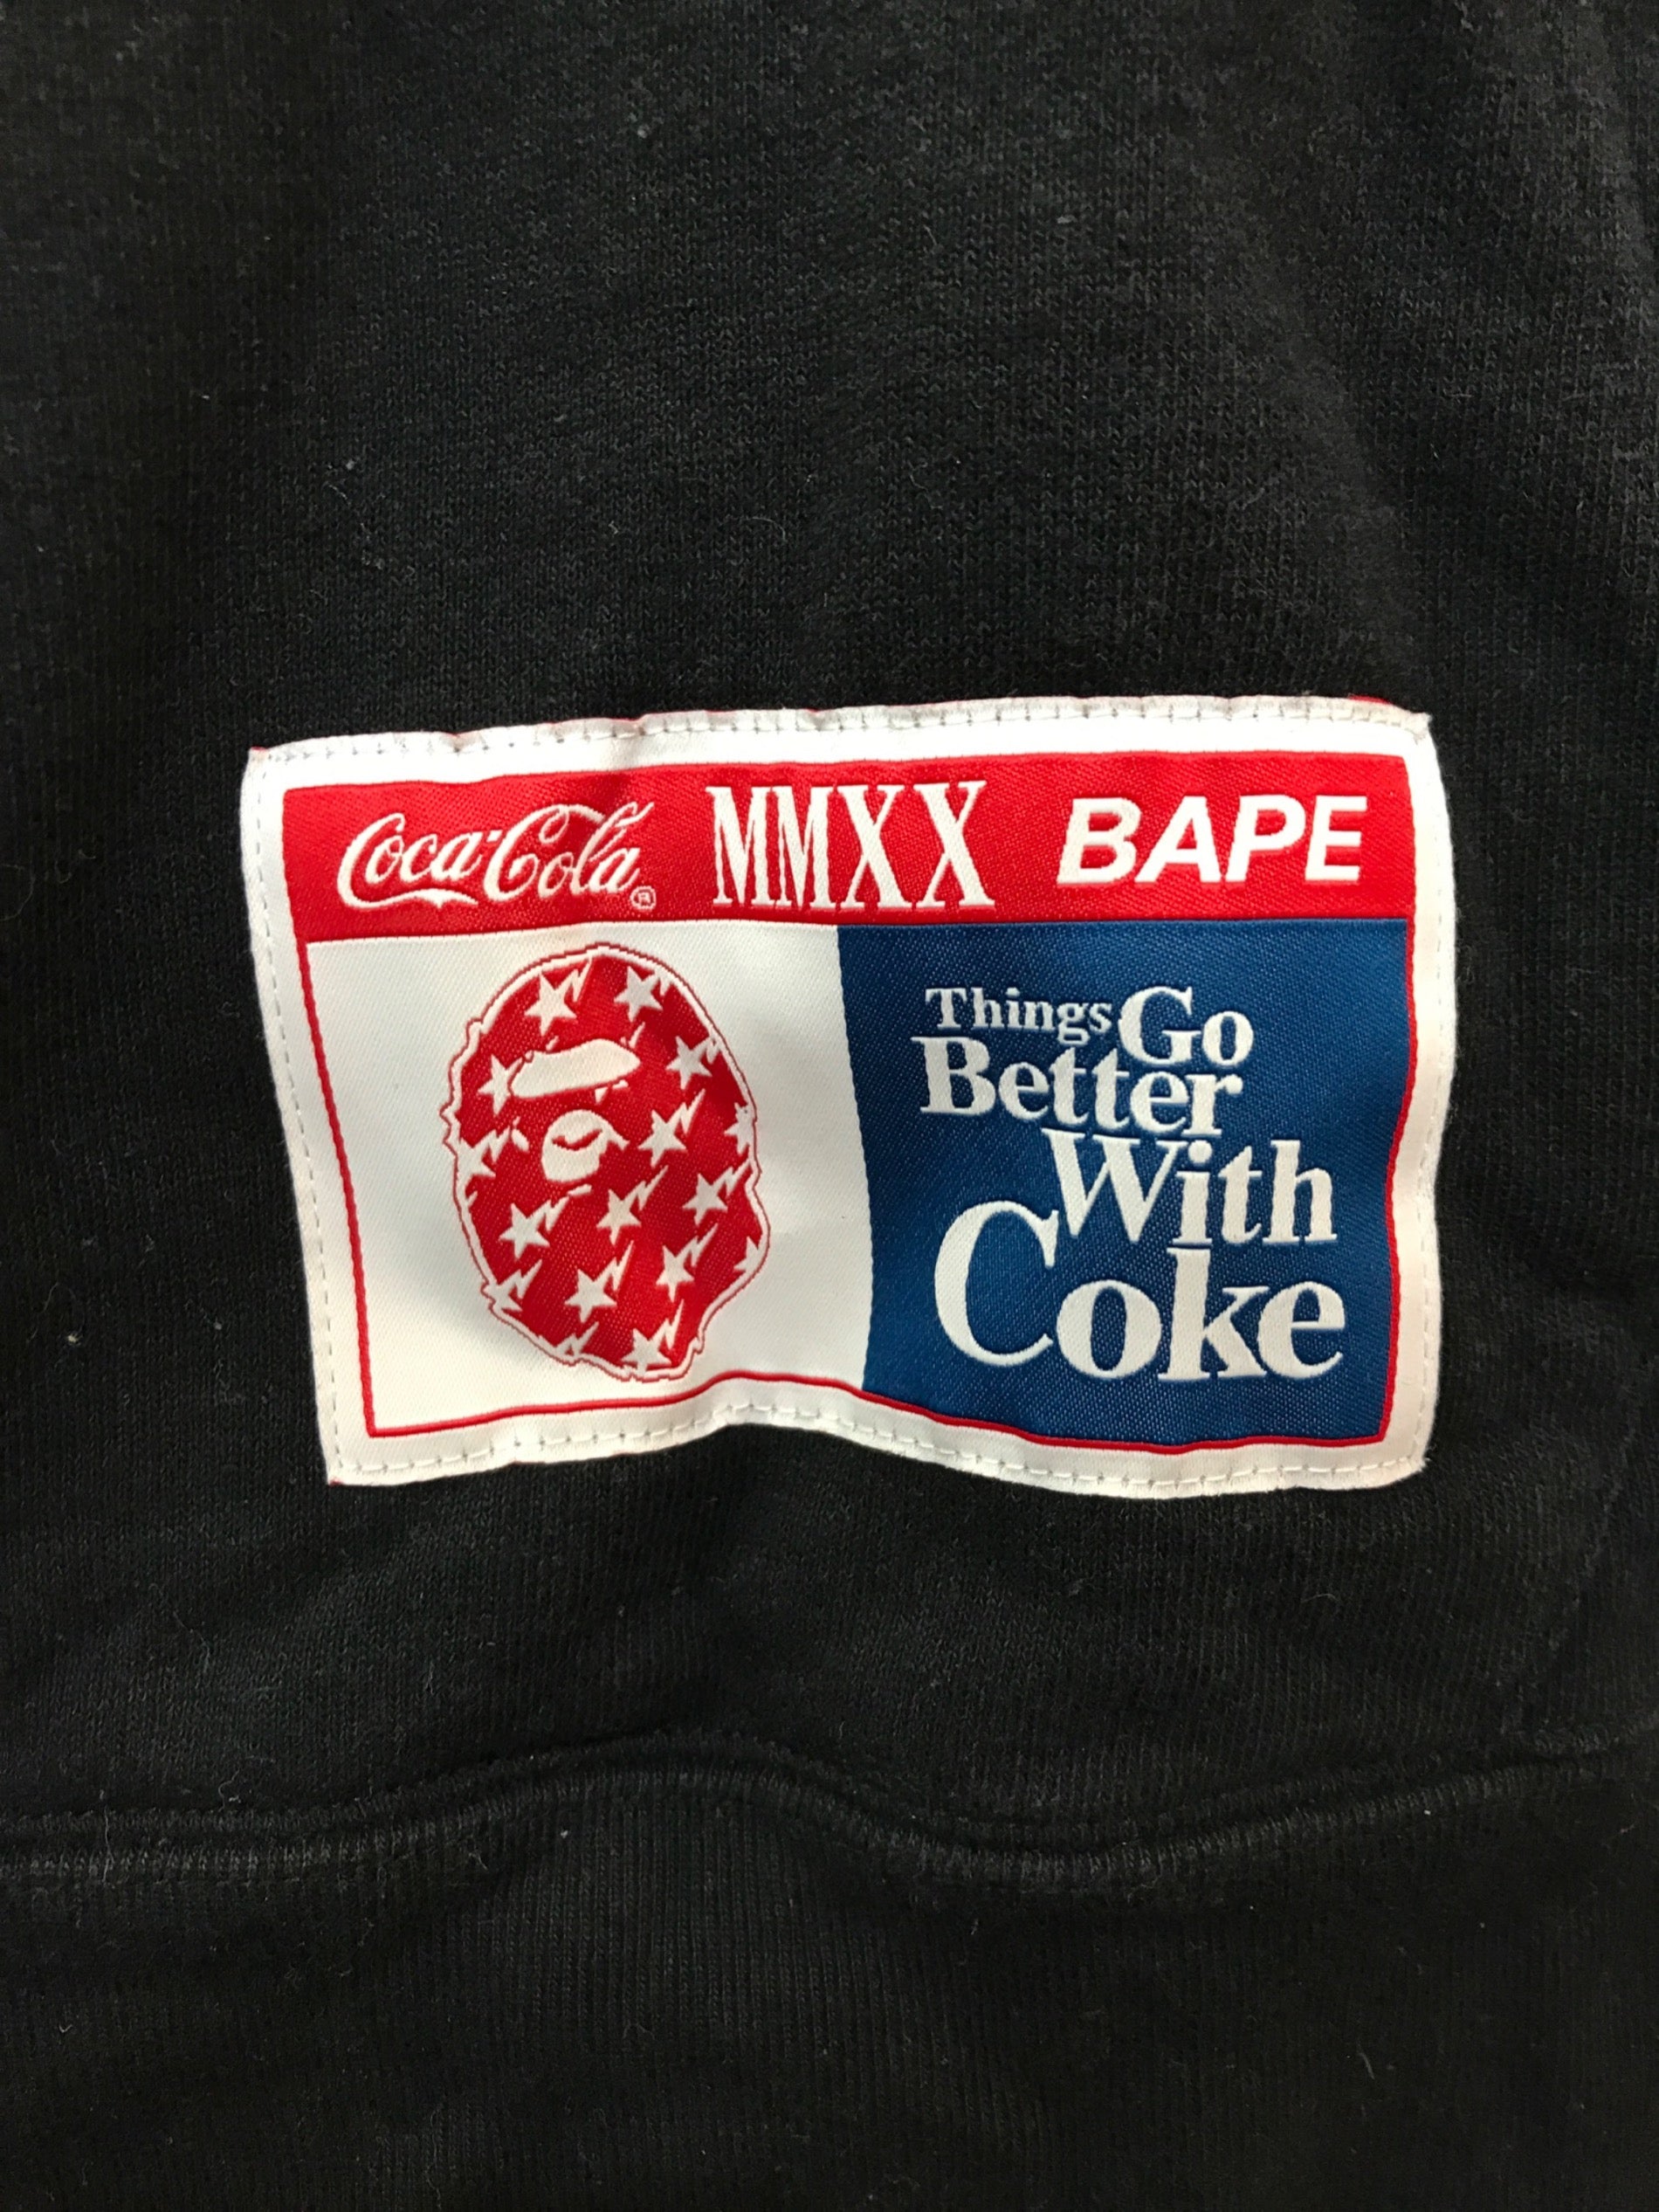 Coca-Cola® MMXX BAPE
Things Go
Better
With
Coke